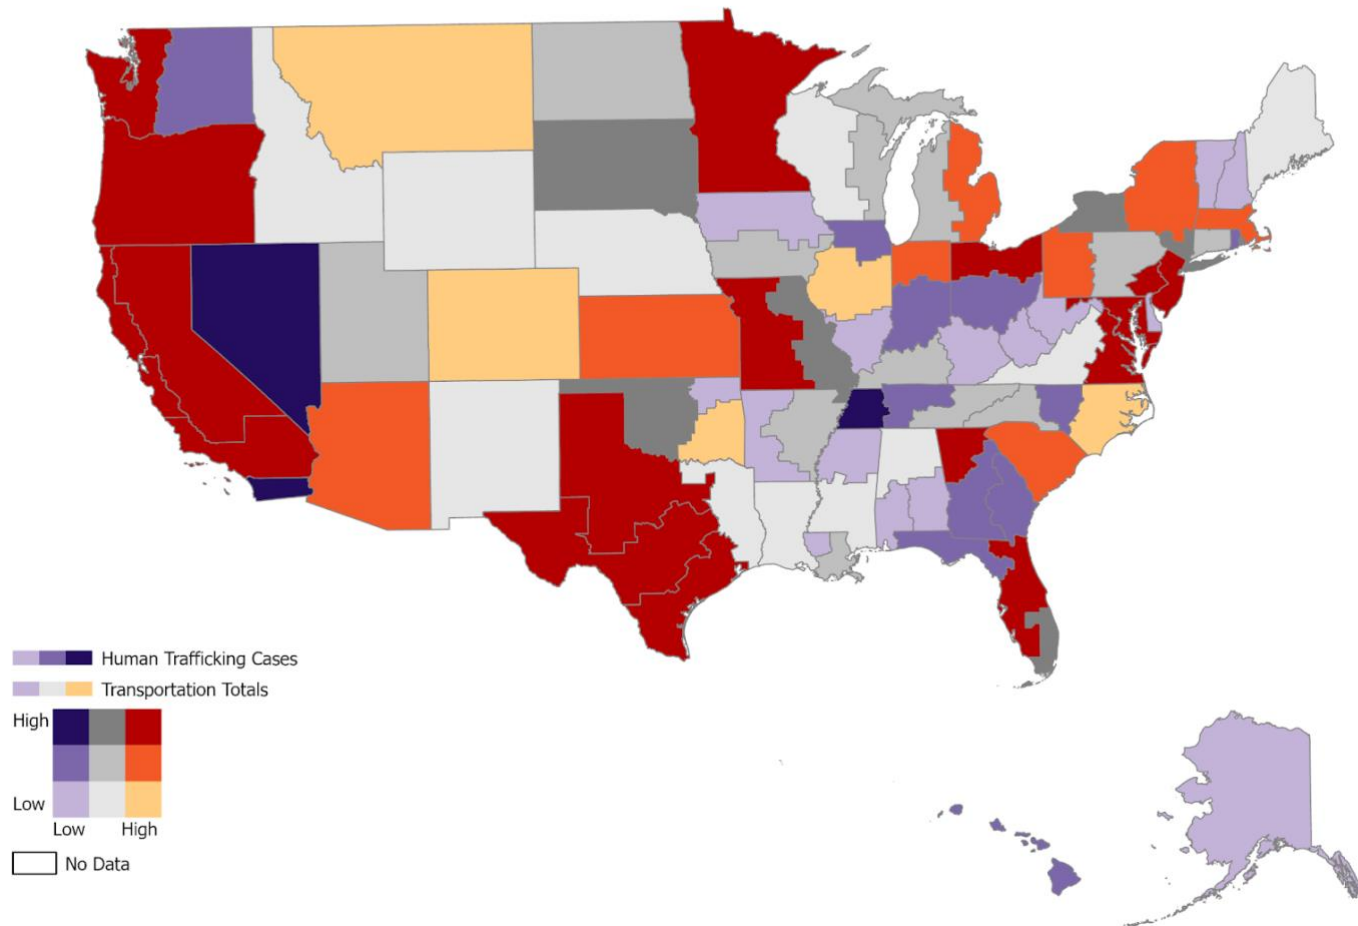 Human Trafficking Cases
Transportation Totals
High
Low
Low High
No Data